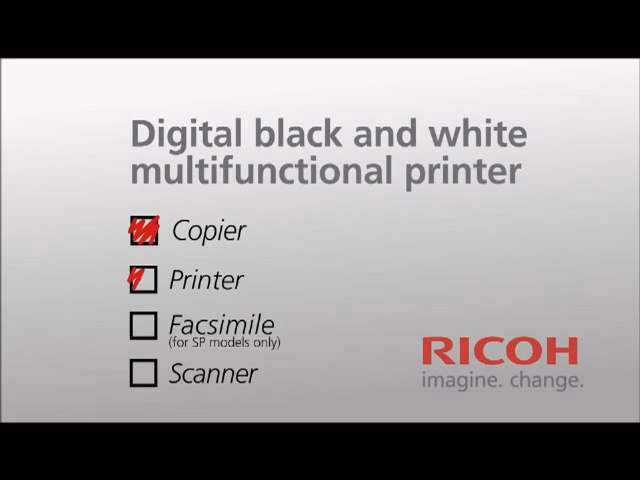 Digital black and white
multifunctional printer
Copier
Printer
Facsimile
(for SP models only)
Scanner
RICOH
imagine. change.